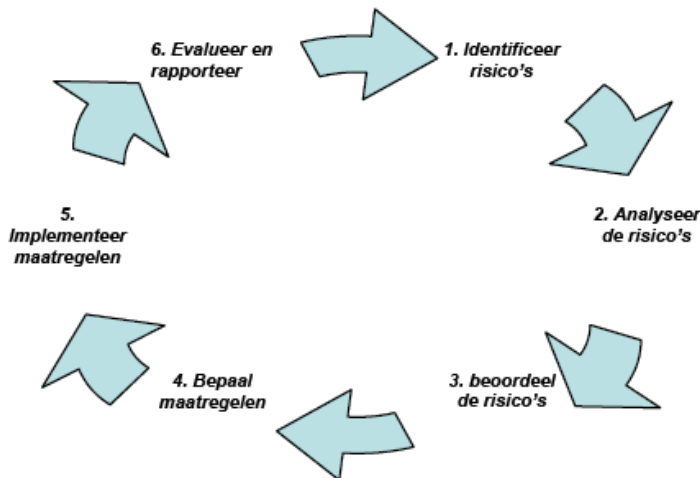 1. Identificeer
risico's
2. Analyseer
de risico's
3. beoordeel
de risico's
4. Bepaal
maatregelen
5.
Implementeer
maatregelen
6. Evalueer en
rapporteer